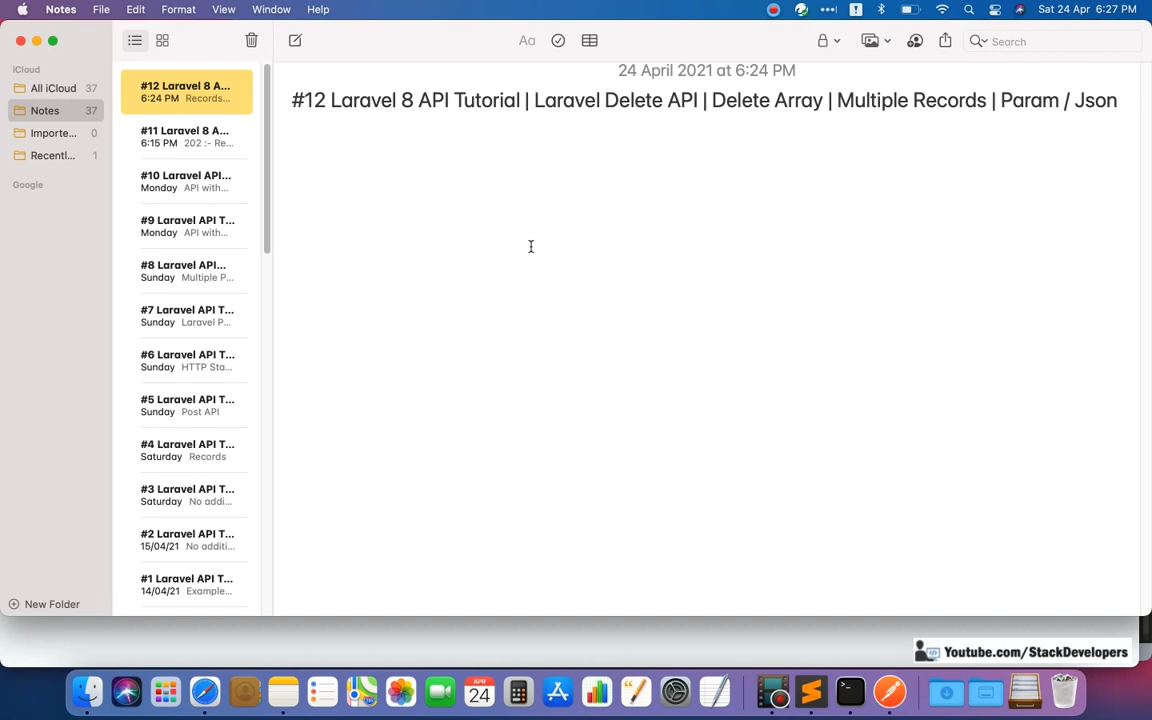 Notes File Edit Format View Window Help Sat 24 Apr 6:27 PM
Aa Search
iCloud
All iCloud 37
Notes 37
Importe... 0
Recentl... 1
Google
New Folder
#12 Laravel 8 A...
6:24 PM Records...
#11 Laravel 8 A...
6:15 PM 202 :- Re...
#10 Laravel API...
Monday API with...
#9 Laravel API T...
Monday API with...
#8 Laravel API...
Sunday Multiple P...
#7 Laravel API T...
Sunday Laravel P...
#6 Laravel API T...
Sunday HTTP Sta...
#5 Laravel API T...
Sunday Post API
#4 Laravel API T...
Saturday Records
#3 Laravel API T...
Saturday No addi...
#2 Laravel API T...
15/04/21 No additi...
#1 Laravel API T...
14/04/21 Example...
24 April 2021 at 6:24 PM
#12 Laravel 8 API Tutorial | Laravel Delete API | Delete Array | Multiple Records | Param / Json
Youtube.com/StackDevelopers
APR
24